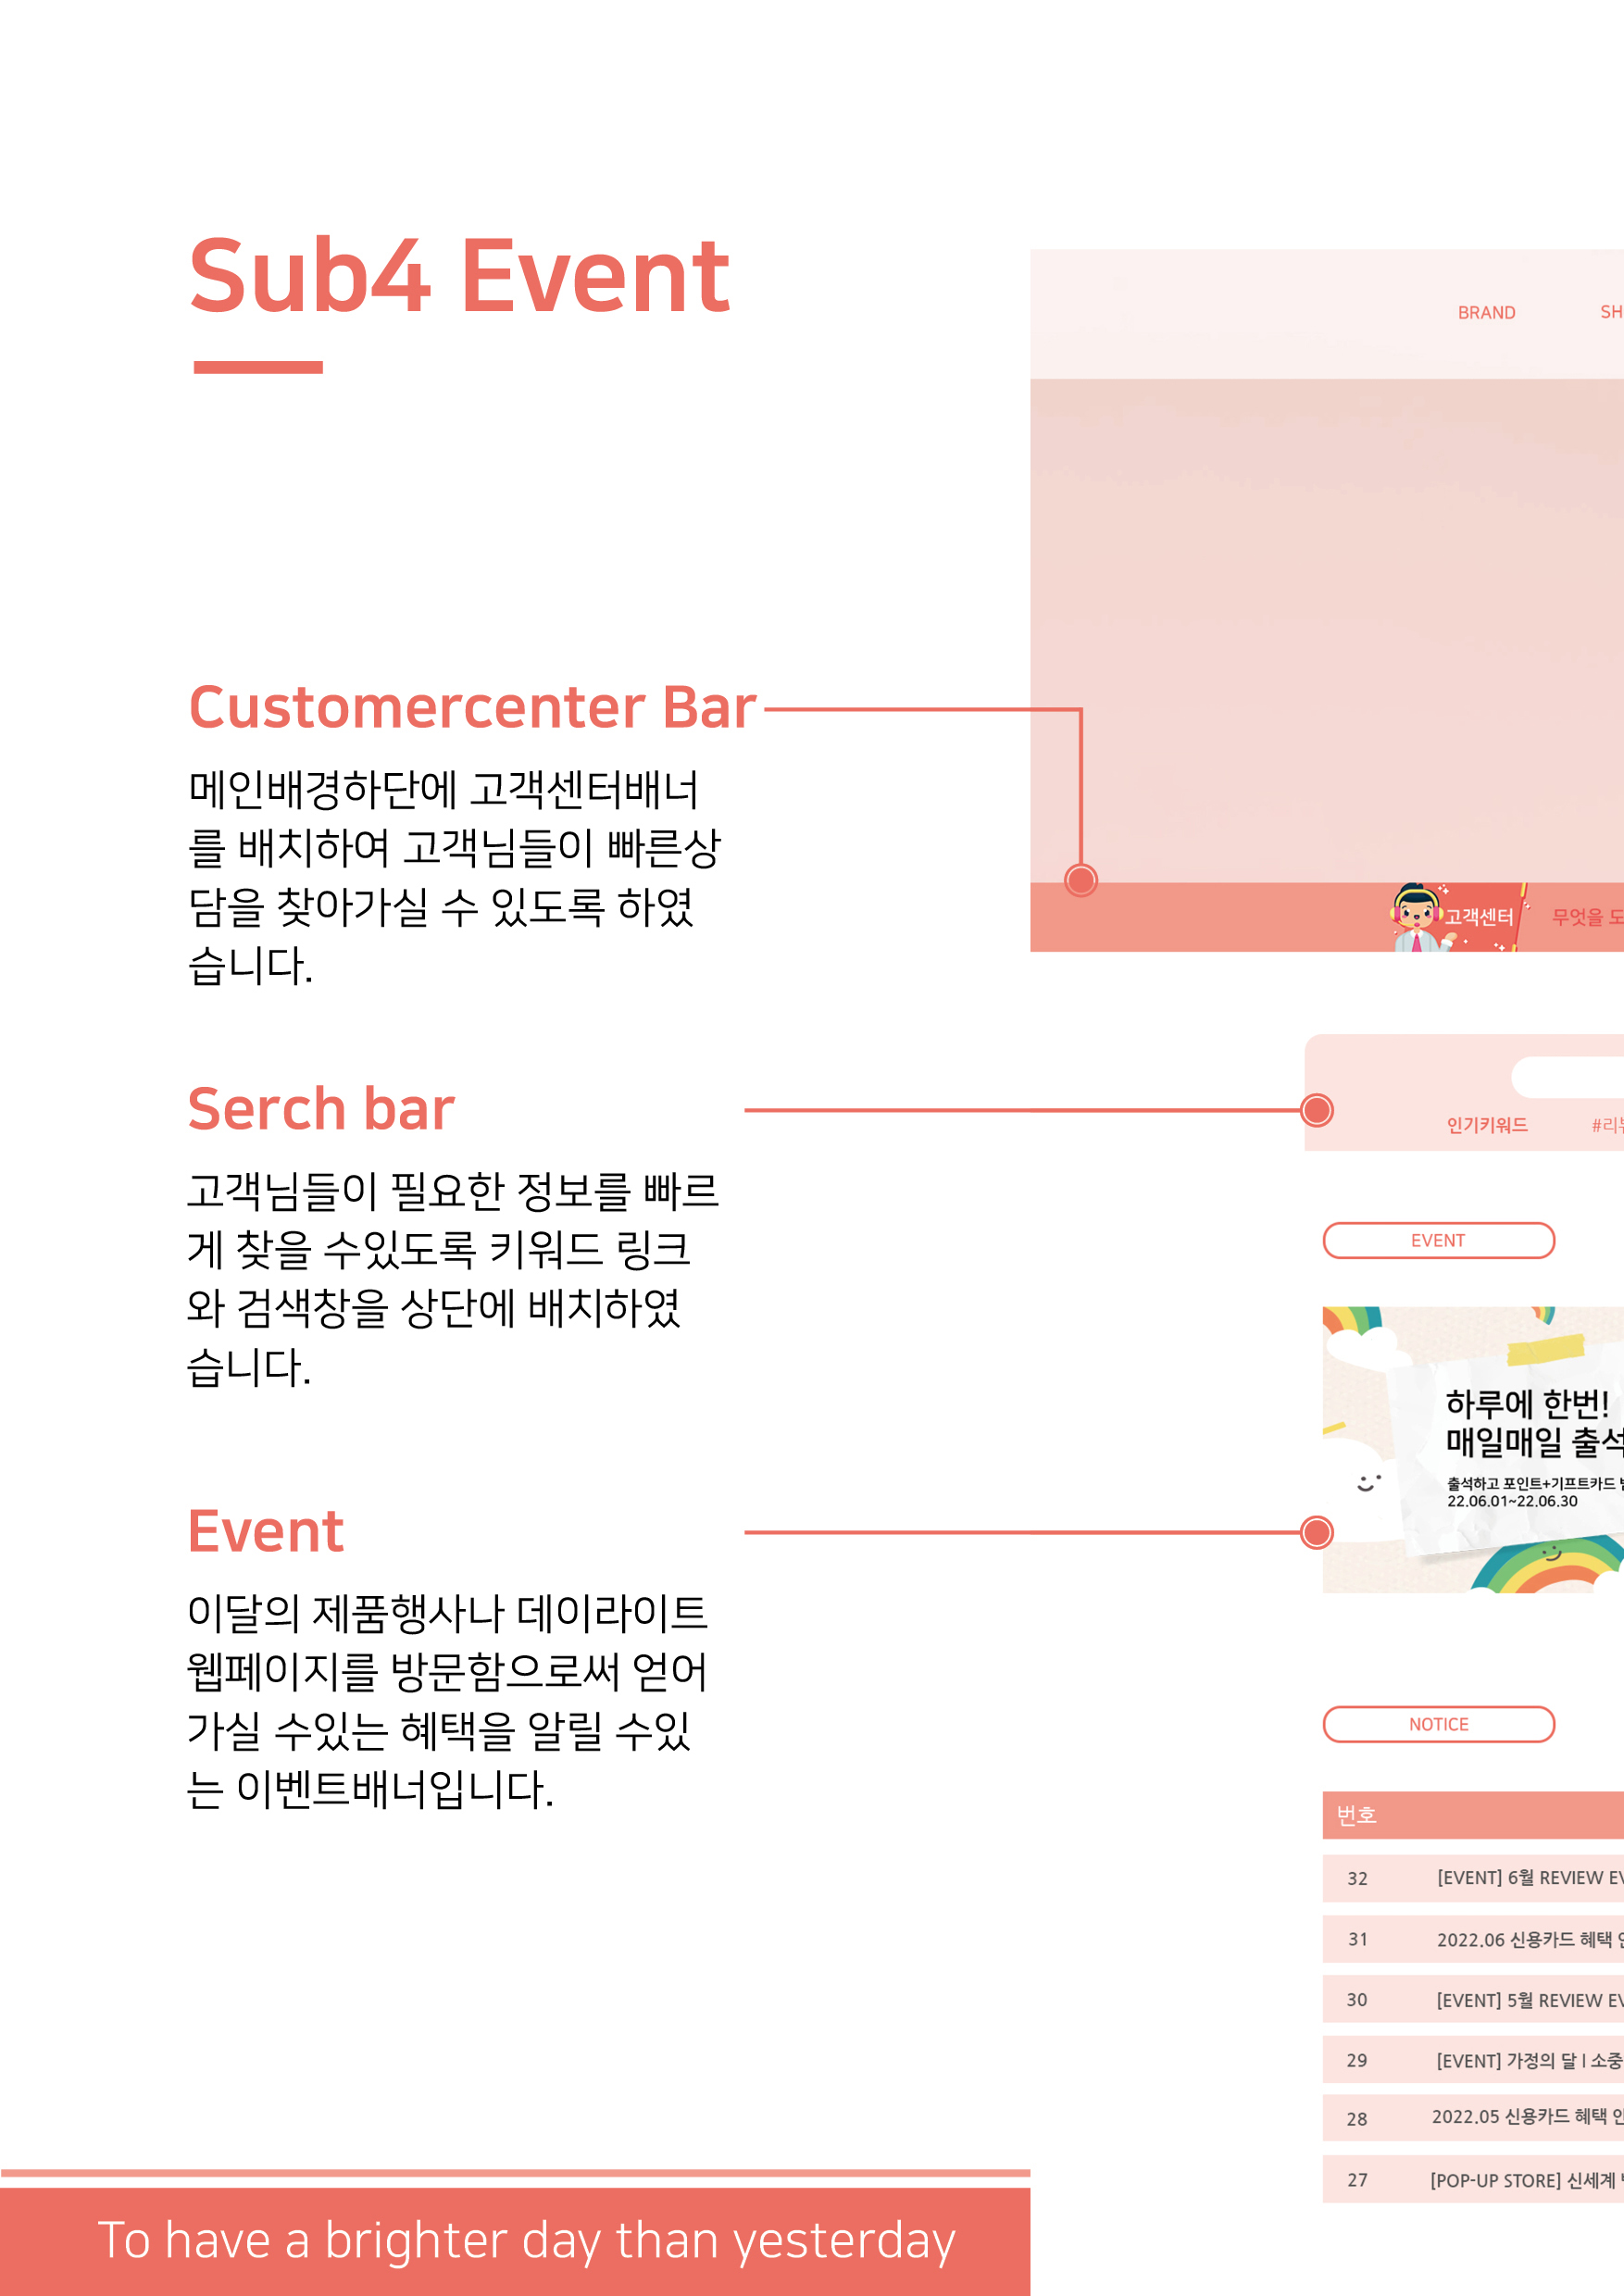 Sub4 Event
Customercenter Bar
메인배경하단에 고객센터배너
를 배치하여 고객님들이 빠른상
담을 찾아가실 수 있도록 하였
습니다.
Serch bar
고객님들이 필요한 정보를 빠르
게 찾을 수있도록 키워드 링크
와 검색창을 상단에 배치하였
습니다.
Event
이달의 제품행사나 데이라이트
웹페이지를 방문함으로써 얻어
가실 수있는 혜택을 알릴 수있
는 이벤트배너입니다.
To have a brighter day than yesterday
BRAND SH
고객센터 무엇을 도
인기키워드 #리뷰
EVENT
하루에 한번!
매일매일 출석
출석하고 포인트+기프트카드
22.06.01~22.06.30
NOTICE
번호
32 [EVENT] 6월 REVIEW EV
31 2022.06 신용카드 혜택
30 [EVENT] 5월 REVIEW EV
29 [EVENT] 가정의 달 I 소중
28 2022.05 신용카드 혜택
27 [POP-UP STORE] 신세계